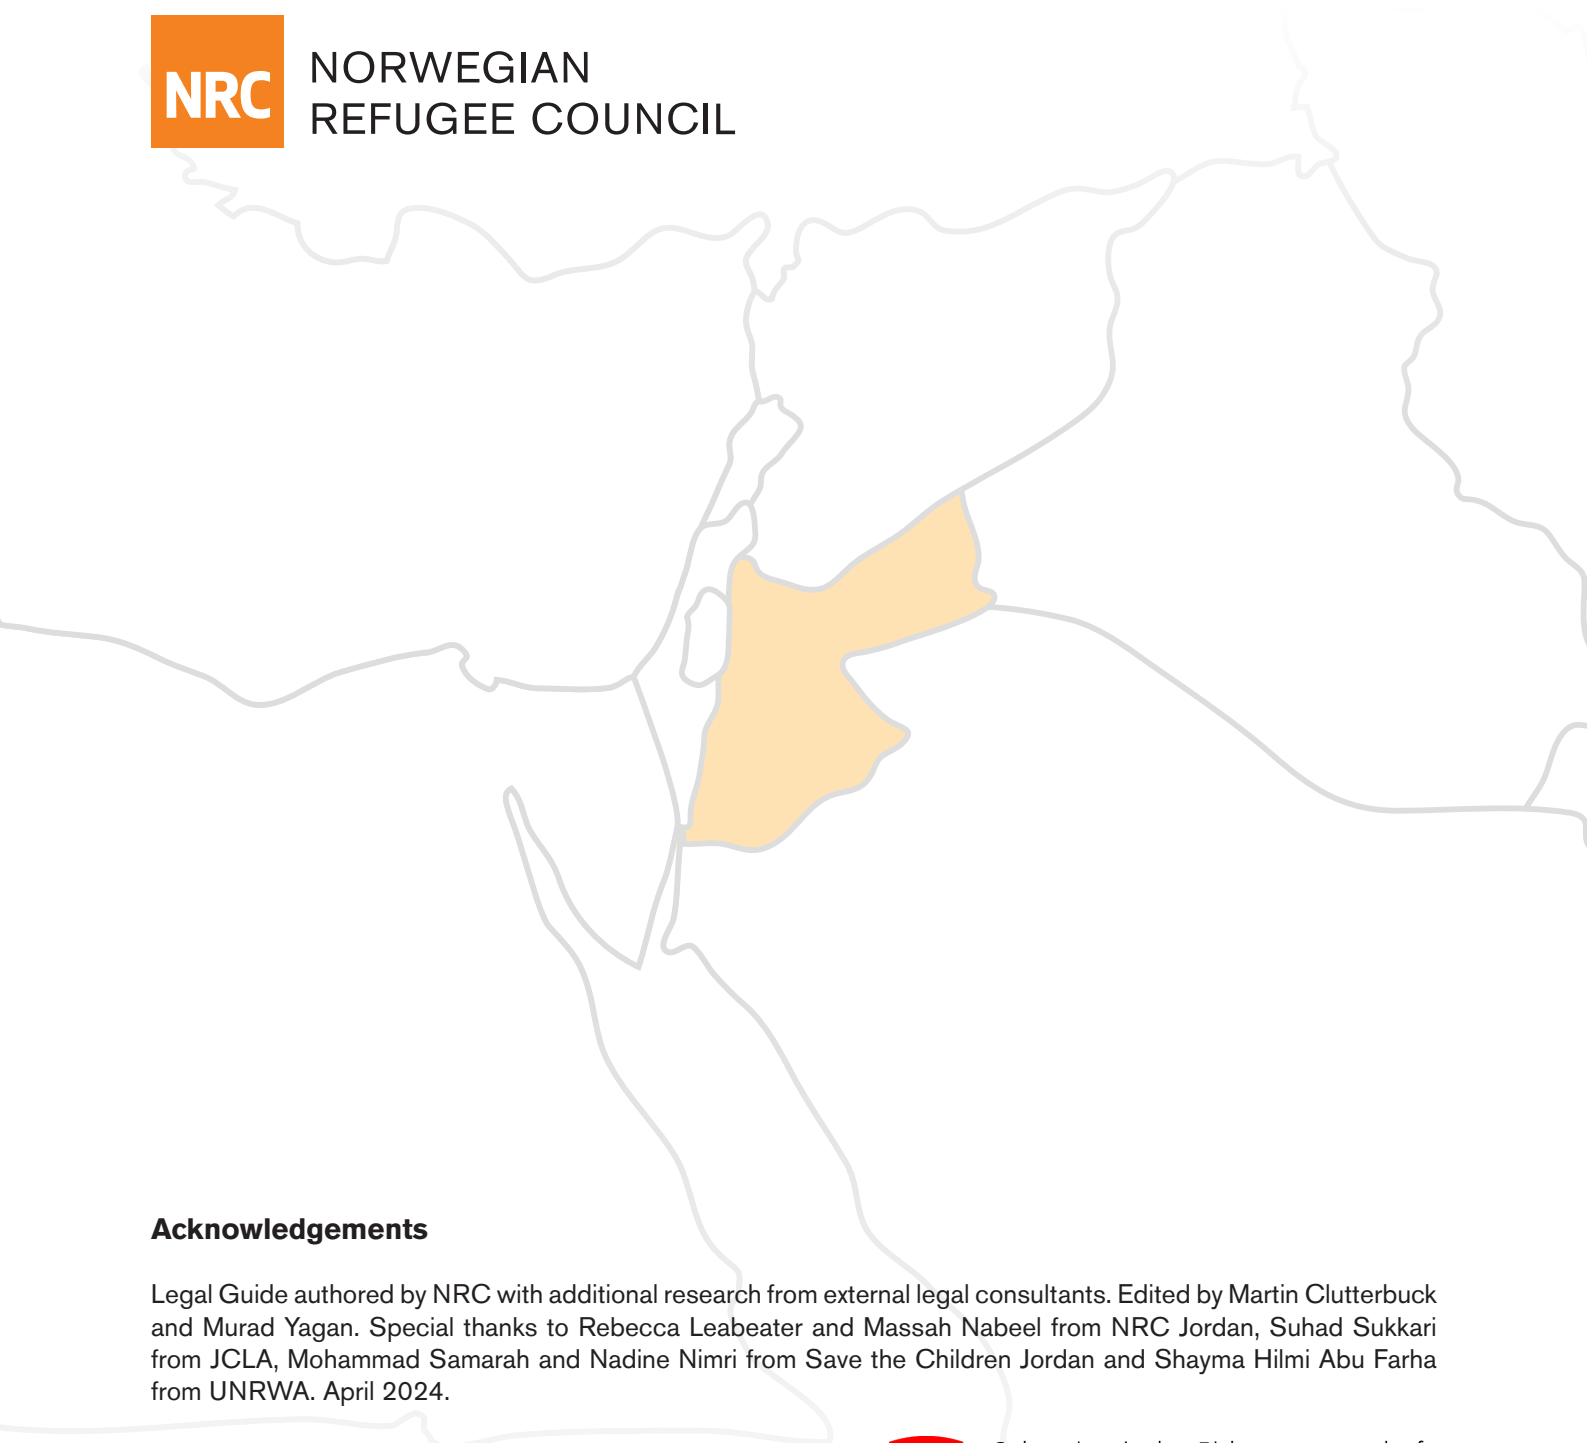 NRC
NORWEGIAN
REFUGEE COUNCIL
Acknowledgements
Legal Guide authored by NRC with additional research from external legal consultants. Edited by Martin Clutterbuck
and Murad Yagan. Special thanks to Rebecca Leabeater and Massah Nabeel from NRC Jordan, Suhad Sukkari
from JCLA, Mohammad Samarah and Nadine Nimri from Save the Children Jordan and Shayma Hilmi Abu Farha
from UNRWA. April 2024.